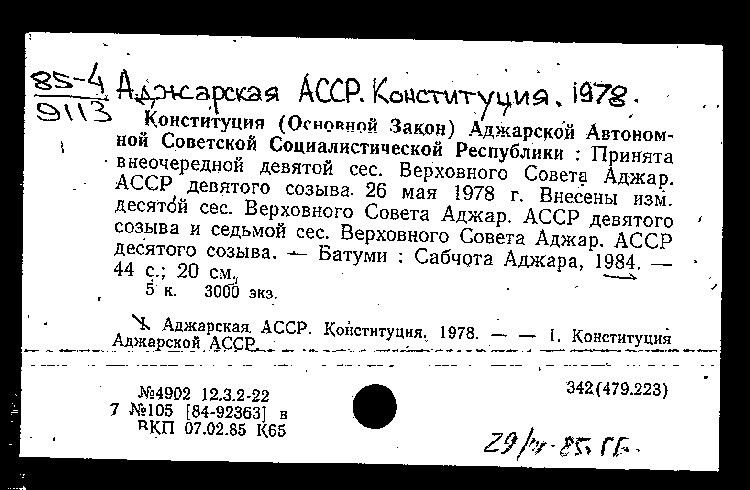 85-4
9113
Аджарская АССР. Конституция. 1978.
Конституция (Основной Закон) Аджарской Автоном-
ной Советской Социалистической Республики : Принята
внеочередной девятой сес. Верховного Совета Аджар.
АССР девятого созыва. 26 мая 1978 г. Внесены изм.
десятой сес. Верховного Совета Аджар. АССР девятого
созыва и седьмой сес. Верховного Совета Аджар. АССР
десятого созыва. — Батуми : Сабчота Аджара, 1984. —
44 с.; 20 см.
5 к. 3000 экз.
1. Аджарская АССР. Конституция, 1978. — — I. Конституция
Аджарской АССР.
№4902 12.3.2-22
7 №105 [84-92363] в
ВКП 07.02.85 К65
342(479.223)